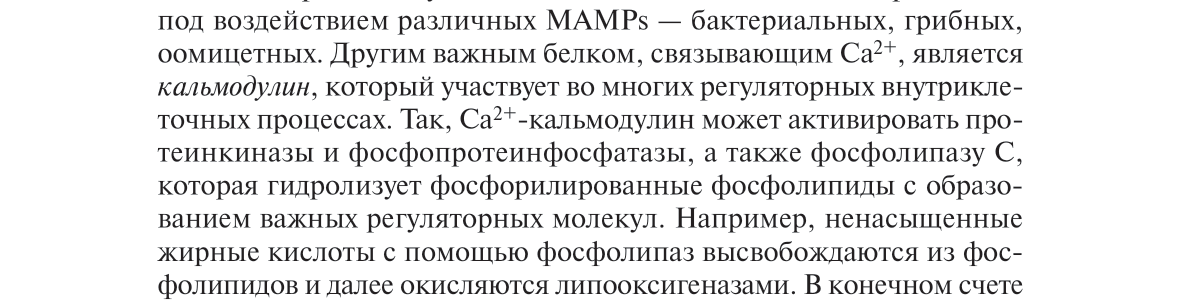 под воздействием различных MAMPs — бактериальных, грибных,
оомицетных. Другим важным белком, связывающим Ca²⁺, является
кальмодулин, который участвует во многих регуляторных внутрикле-
точных процессах. Так, Ca²⁺-кальмодулин может активировать про-
теинкиназы и фосфопротеинфосфатазы, а также фосфолипазу C,
которая гидролизует фосфорилированные фосфолипиды с образо-
ванием важных регуляторных молекул. Например, ненасыщенные
жирные кислоты с помощью фосфолипаз высвобождаются из фос-
фолипидов и далее окисляются липооксигеназами. В конечном счете